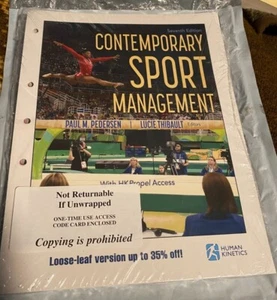 Seventh Edition
CONTEMPORARY
SPORT
MANAGEMENT
PAUL M. PEDERSEN LUCIE THIBAULT
With HKPropel Access
Not Returnable
If Unwrapped
ONE-TIME USE ACCESS
CODE CARD ENCLOSED
Copying is prohibited
Loose-leaf version up to 35% off!
HUMAN
KINETICS